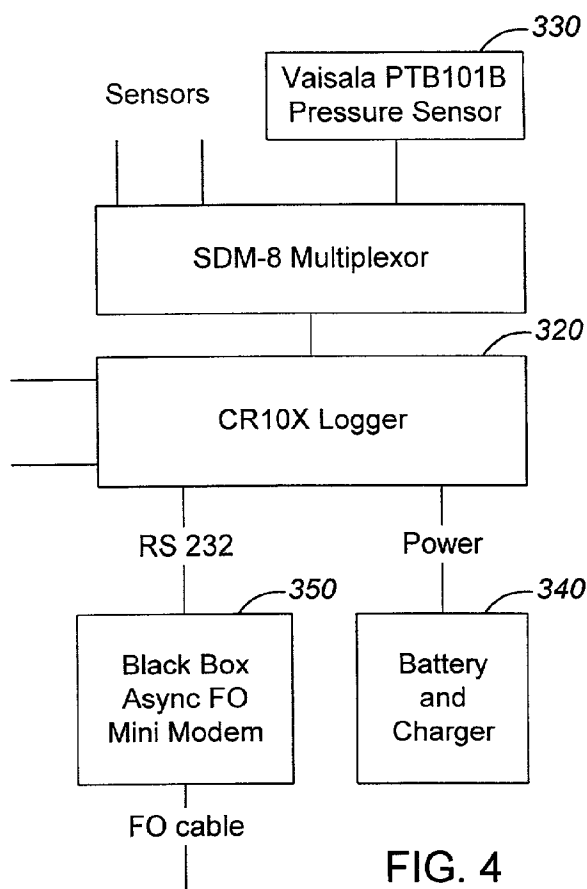 330
Vaisala PTB101B
Pressure Sensor
Sensors
SDM-8 Multiplexor
320
CR10X Logger
RS 232
Power
350
340
Black Box
Async FO
Mini Modem
Battery
and
Charger
FO cable
FIG. 4